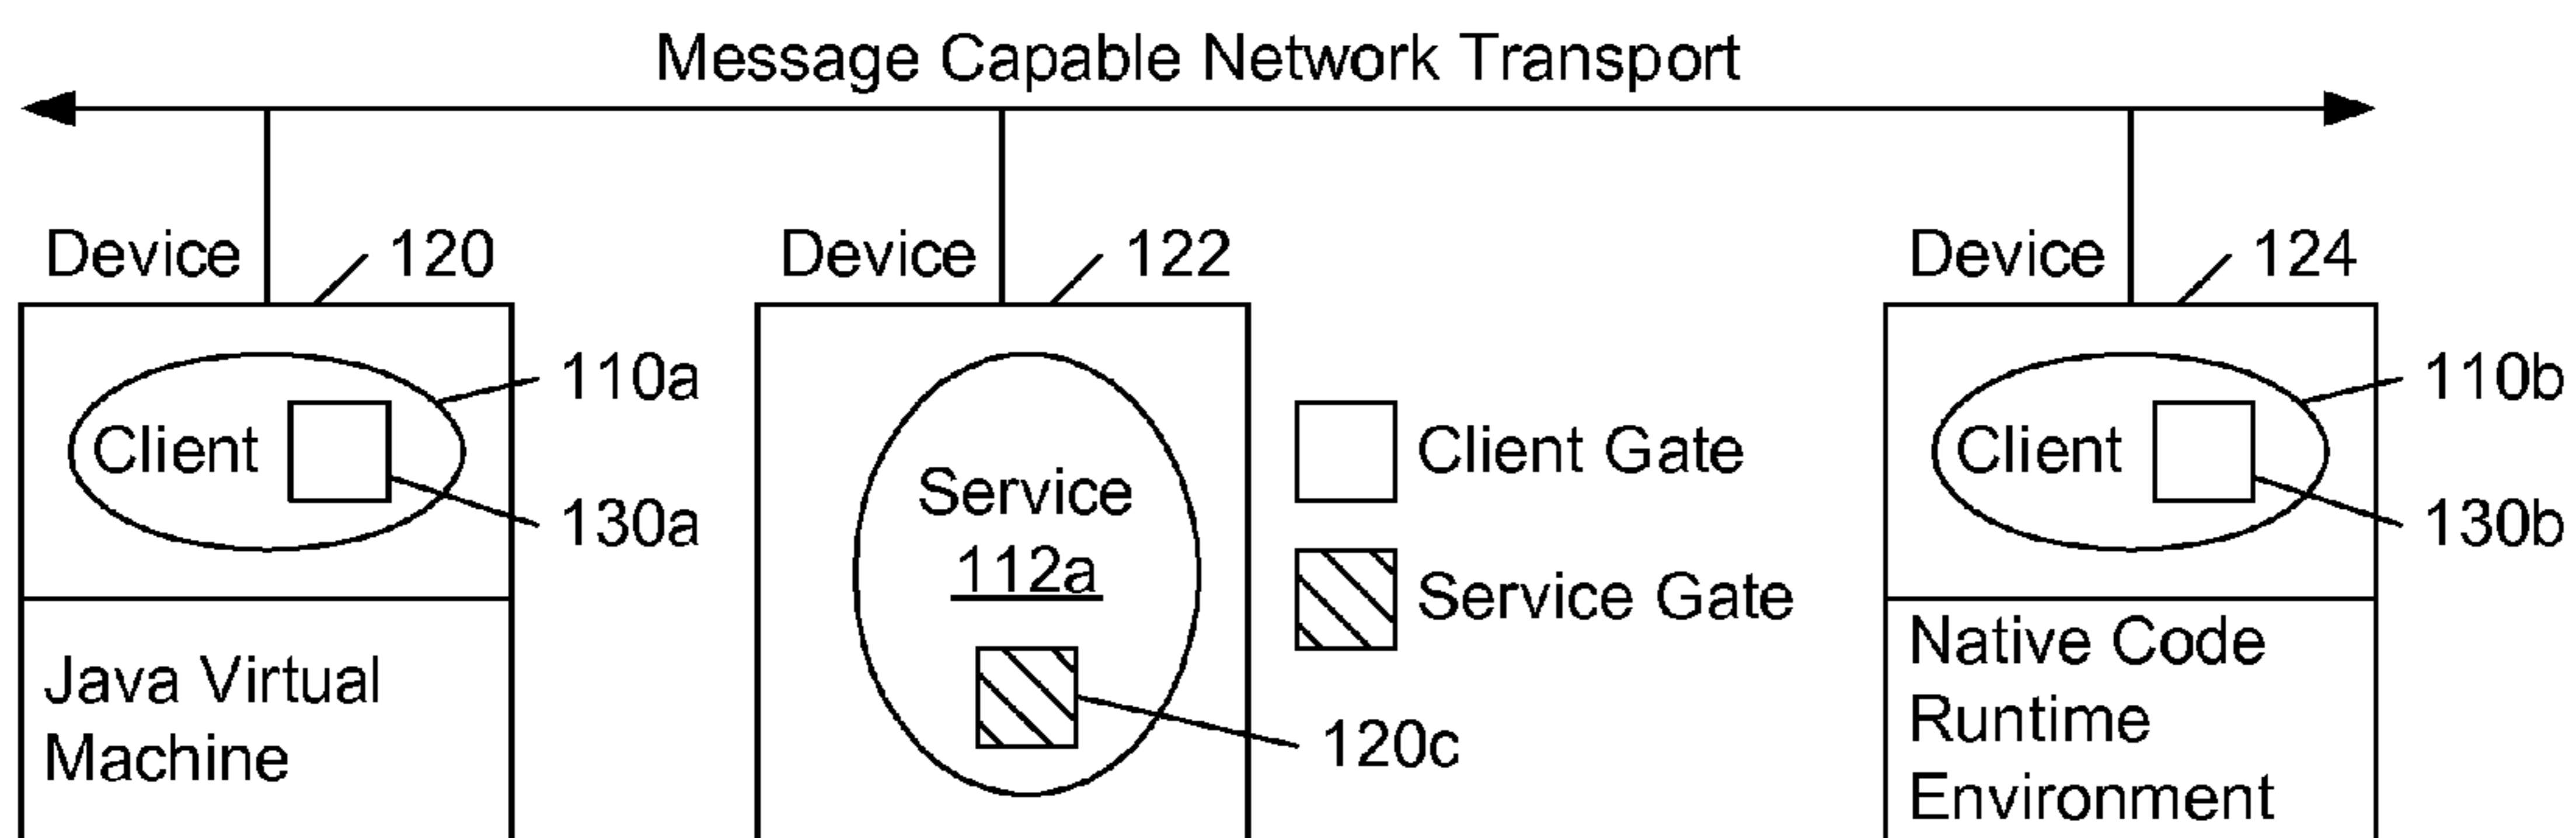 Message Capable Network Transport
Device 120
Device 122
Device 124
110a
Client
130a
Java Virtual
Machine
Service
112a
120c
Client Gate
Service Gate
110b
Client
130b
Native Code
Runtime
Environment